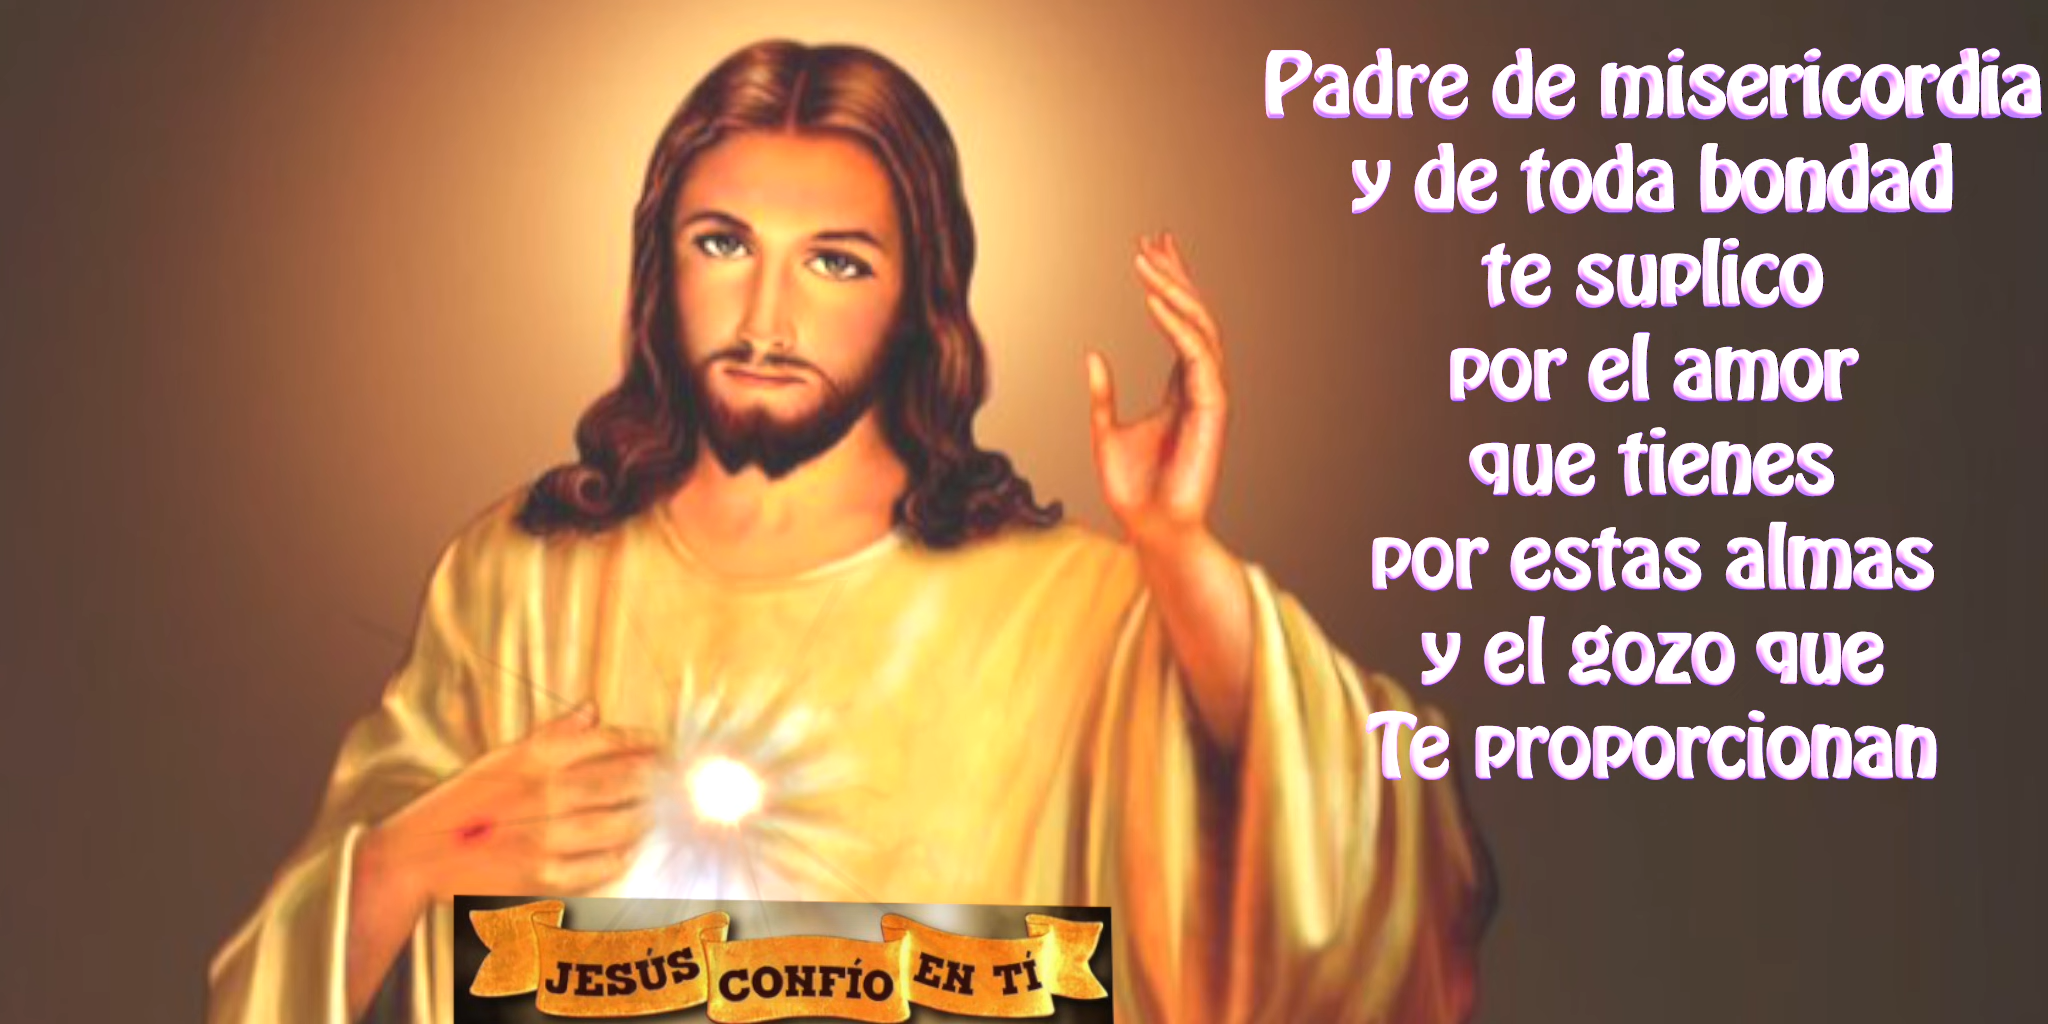 Padre de misericordia
y de toda bondad
te suplico
por el amor
que tienes
por estas almas
y el gozo que
Te proporcionan
JESÚS CONFÍO EN TÍ